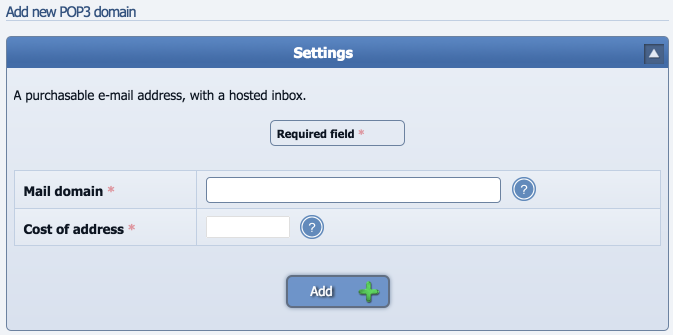 Add new POP3 domain
Settings
A purchasable e-mail address, with a hosted inbox.
Required field *
Mail domain * ?
Cost of address * ?
Add